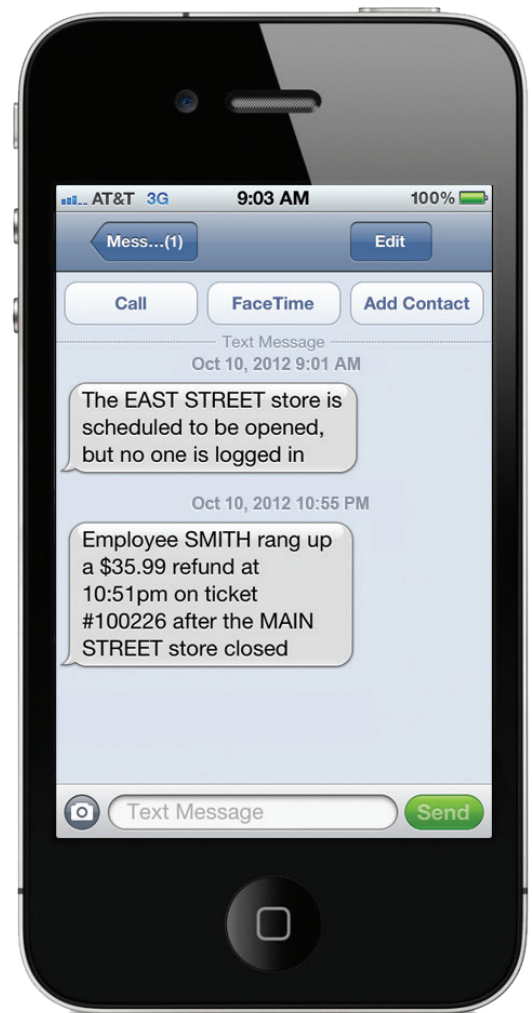 AT&T 3G 9:03 AM 100%
Mess...(1) Edit
Call FaceTime Add Contact
Text Message
Oct 10, 2012 9:01 AM
The EAST STREET store is
scheduled to be opened,
but no one is logged in
Oct 10, 2012 10:55 PM
Employee SMITH rang up
a $35.99 refund at
10:51pm on ticket
#100226 after the MAIN
STREET store closed
Text Message Send